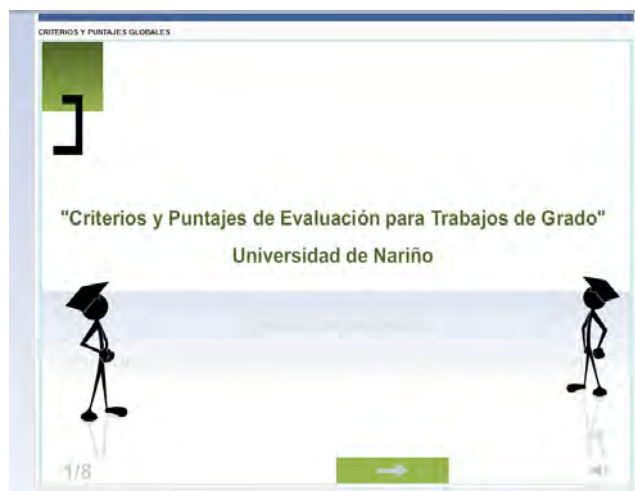 CRITERIOS Y PUNTAJES GLOBALES
"Criterios y Puntajes de Evaluación para Trabajos de Grado"
Universidad de Nariño
1/8